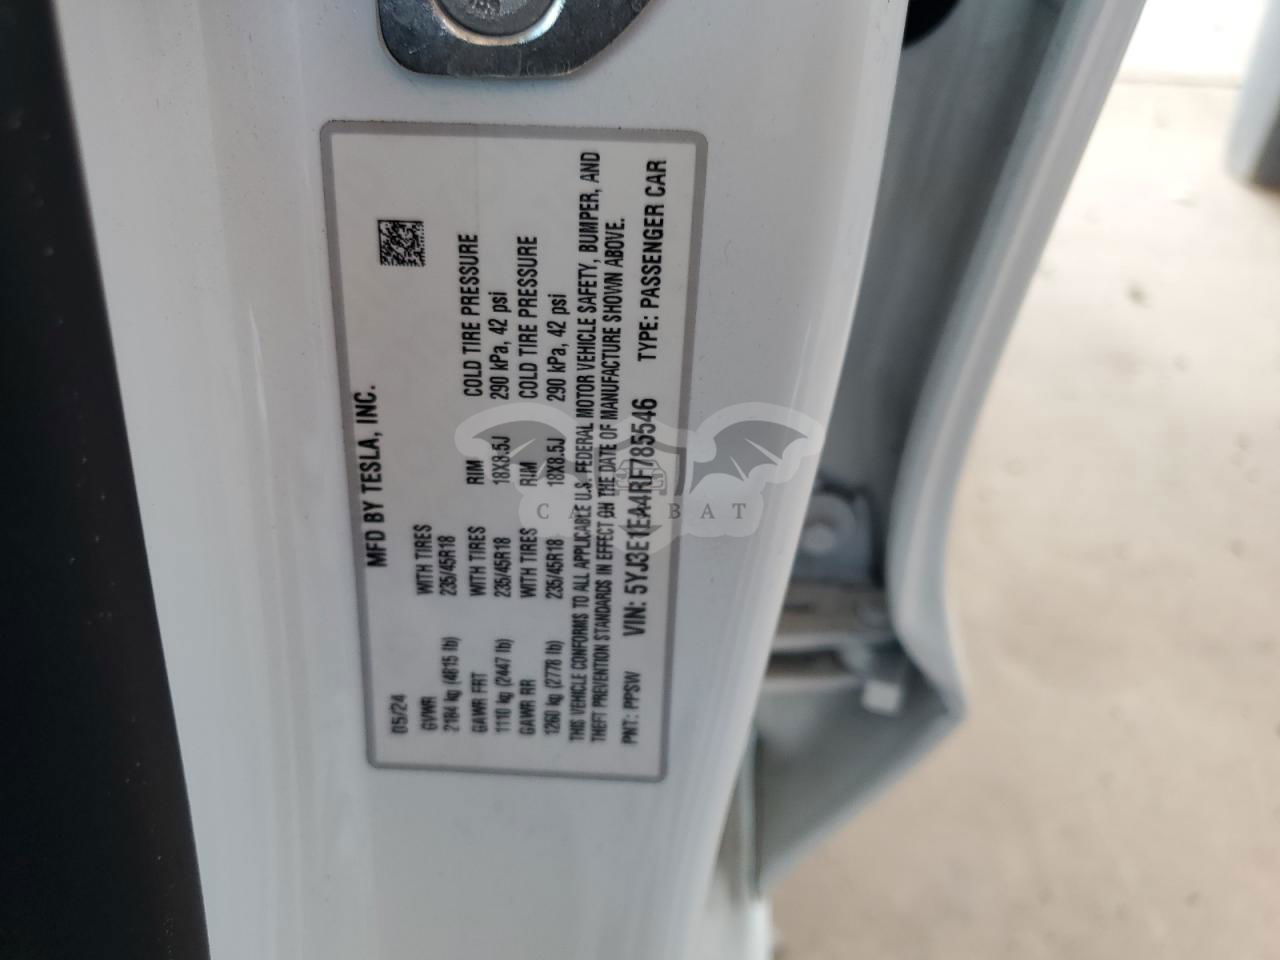 MFD BY TESLA, INC.
05/24
GVWR
2184 kg (4815 lb)
WITH TIRES
235/45R18
GAWR FRT WITH TIRES RIM COLD TIRE PRESSURE
1110 kg (2447 lb) 235/45R18 18X8.5J 290 kPa, 42 psi
GAWR RR WITH TIRES RIM COLD TIRE PRESSURE
1260 kg (2778 lb) 235/45R18 18X8.5J 290 kPa, 42 psi
THIS VEHICLE CONFORMS TO ALL APPLICABLE U.S. FEDERAL MOTOR VEHICLE SAFETY, BUMPER, AND
THEFT PREVENTION STANDARDS IN EFFECT ON THE DATE OF MANUFACTURE SHOWN ABOVE.
PNT: PPSW VIN: 5YJ3E1EA4RF785546 TYPE: PASSENGER CAR